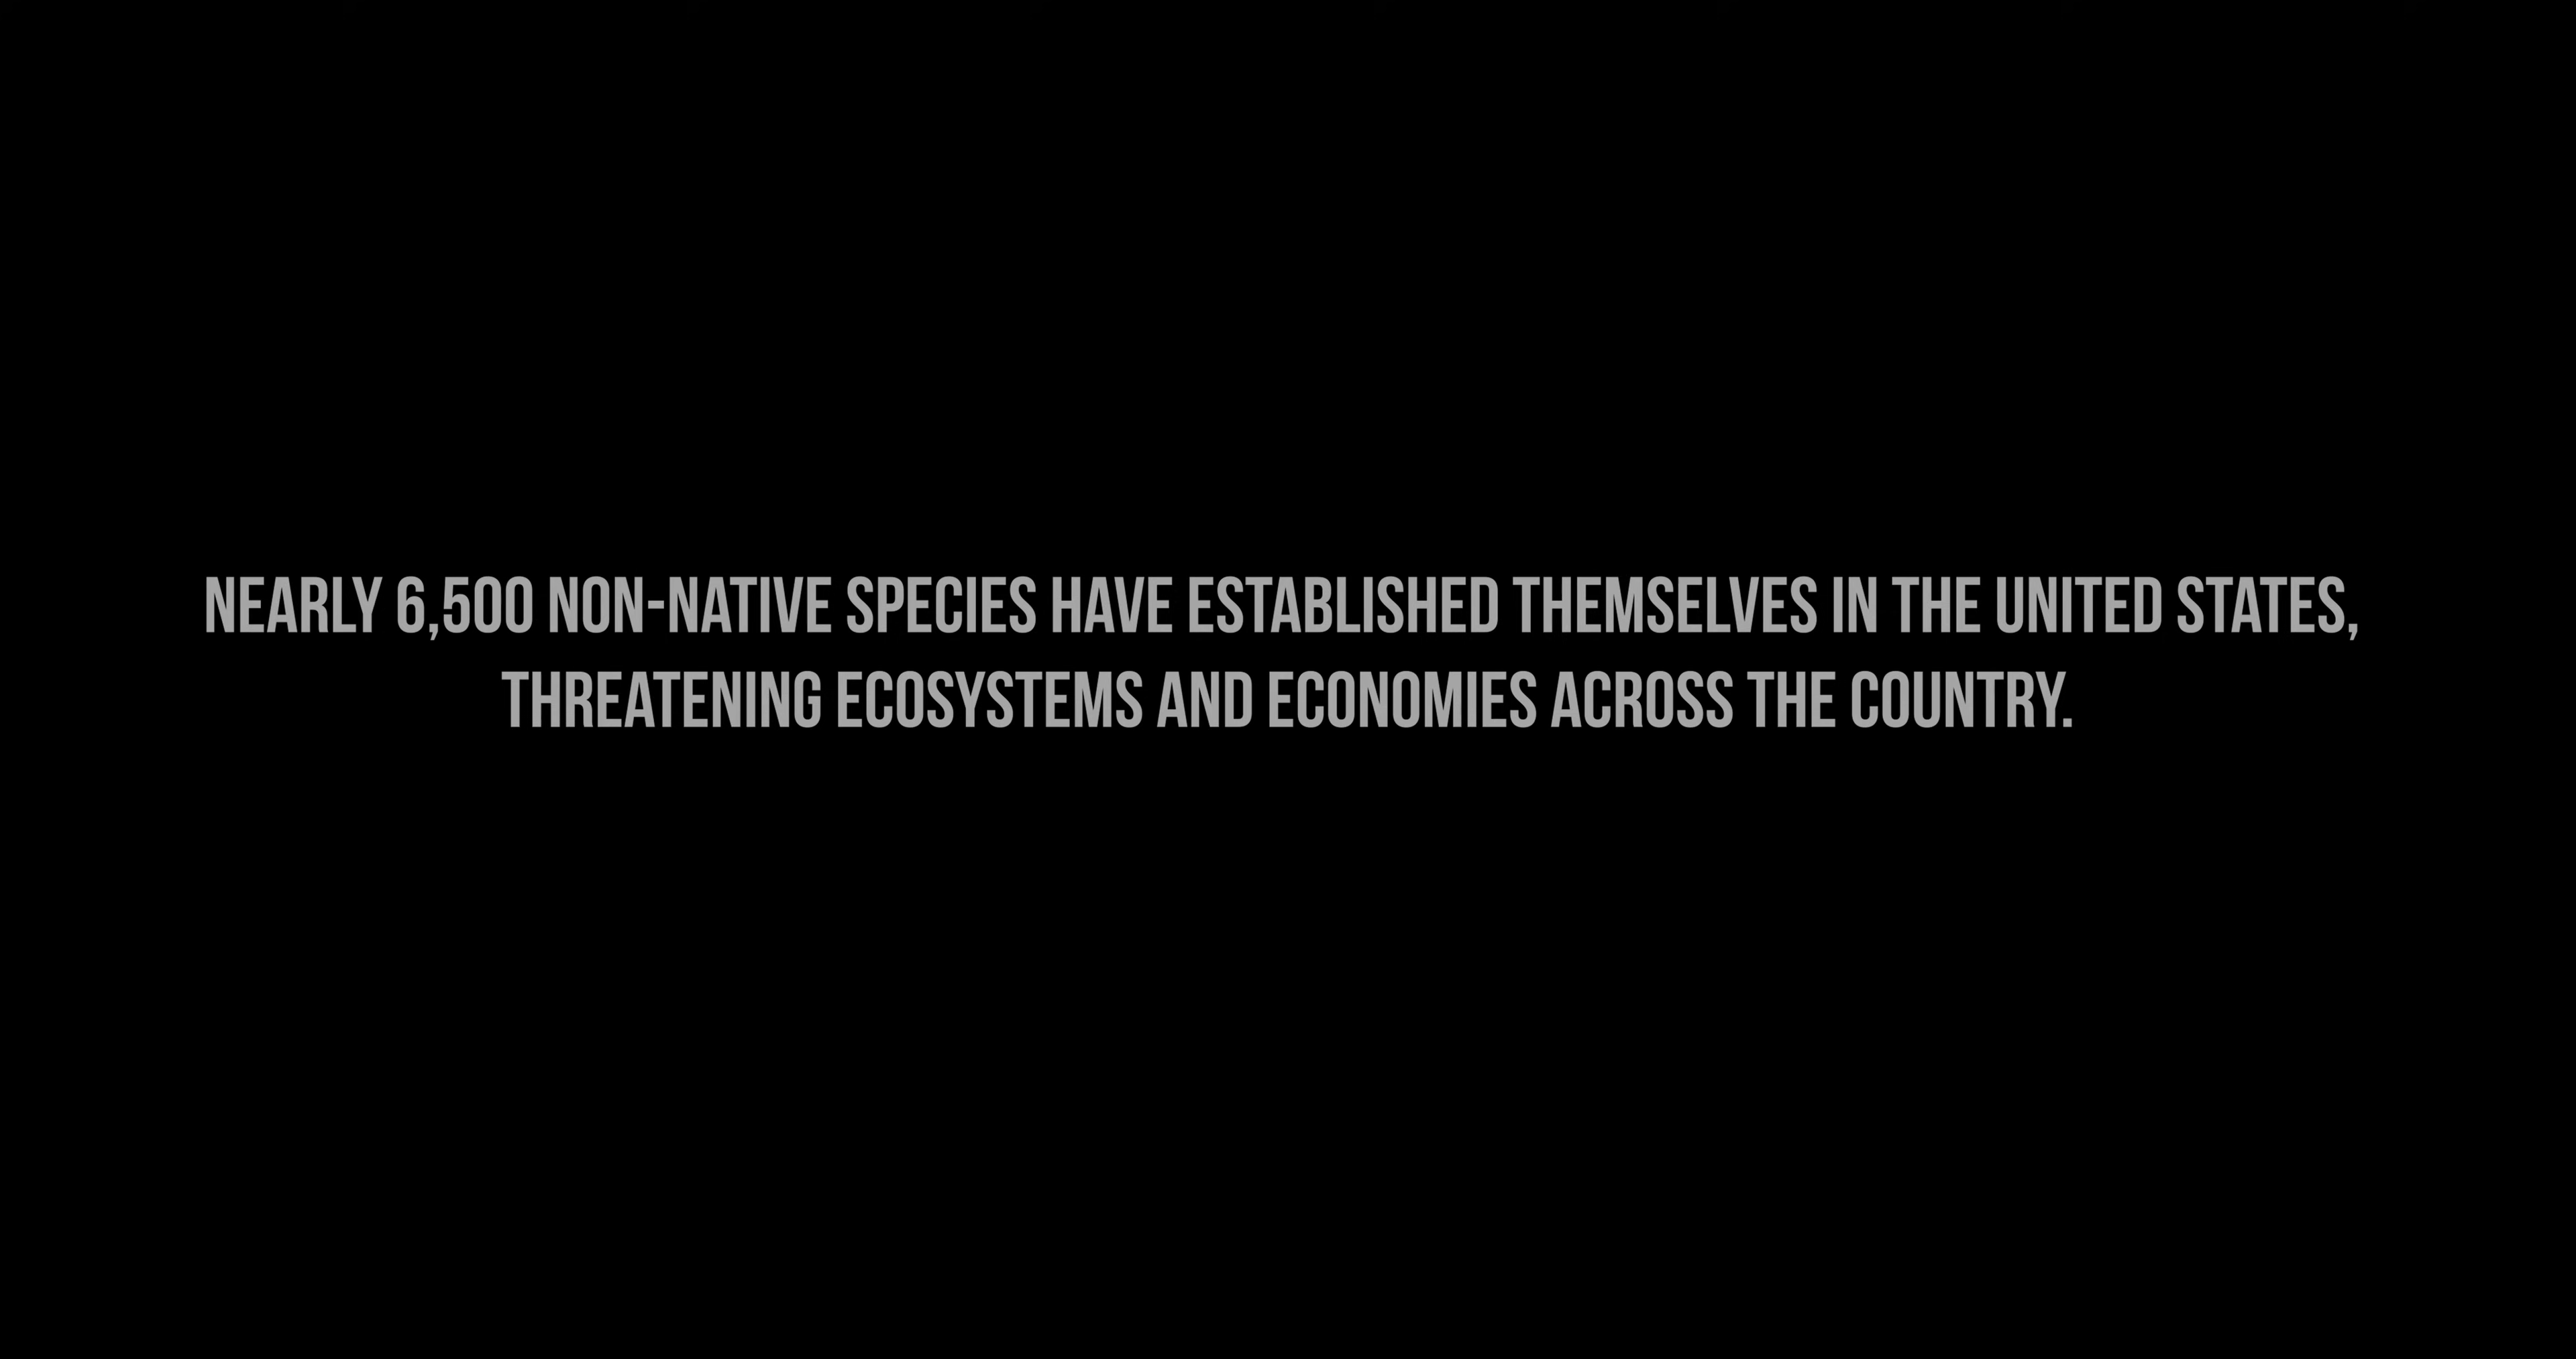 NEARLY 6,500 NON-NATIVE SPECIES HAVE ESTABLISHED THEMSELVES IN THE UNITED STATES,
THREATENING ECOSYSTEMS AND ECONOMIES ACROSS THE COUNTRY.